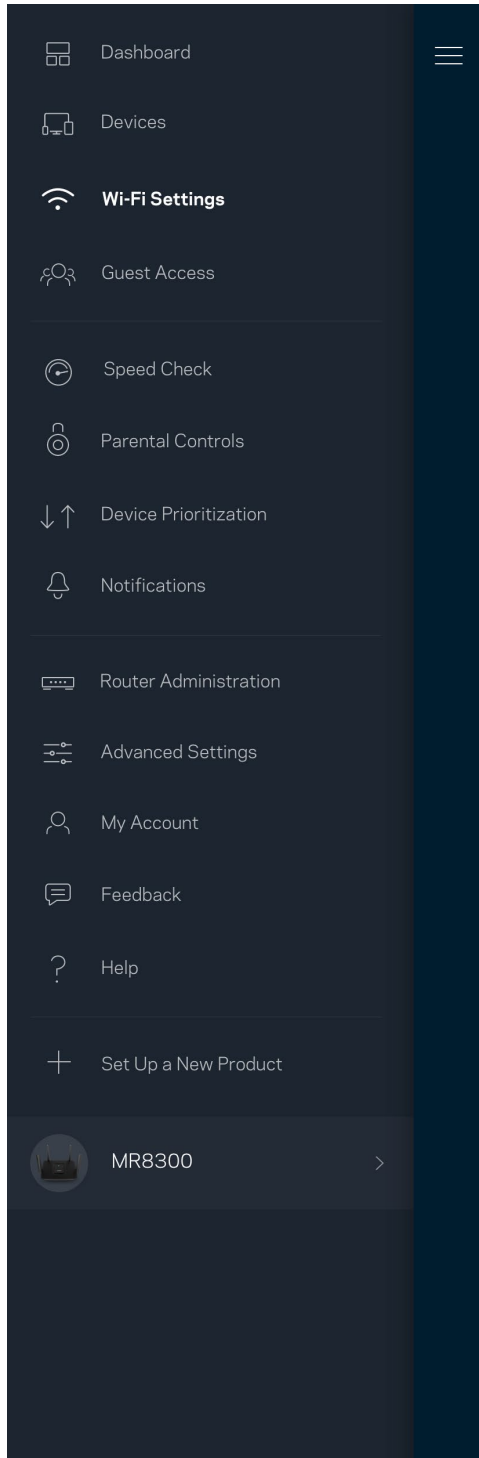 Dashboard
Devices
Wi-Fi Settings
Guest Access
Speed Check
Parental Controls
Device Prioritization
Notifications
Router Administration
Advanced Settings
My Account
Feedback
Help
Set Up a New Product
MR8300